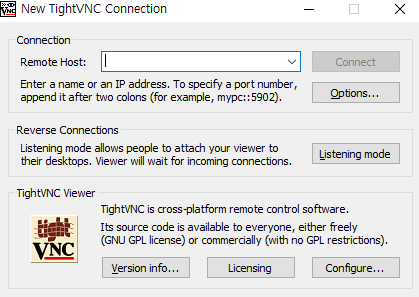 New TightVNC Connection
Connection
Remote Host:
Connect
Enter a name or an IP address. To specify a port number,
append it after two colons (for example, mypc::5902).
Options...
Reverse Connections
Listening mode allows people to attach your viewer to
their desktops. Viewer will wait for incoming connections.
Listening mode
TightVNC Viewer
TightVNC is cross-platform remote control software.
Its source code is available to everyone, either freely
(GNU GPL license) or commercially (with no GPL restrictions).
tight
VNC
Version info...
Licensing
Configure...